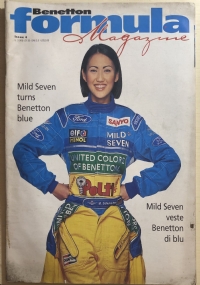 Benetton
formula
Magazine
Mild Seven
turns
Benetton
blue
Ford
SANYO
MILD
SEVEN
UNITED COLORS
OF BENETTON.
Mild Seven
veste
Benetton
di blu